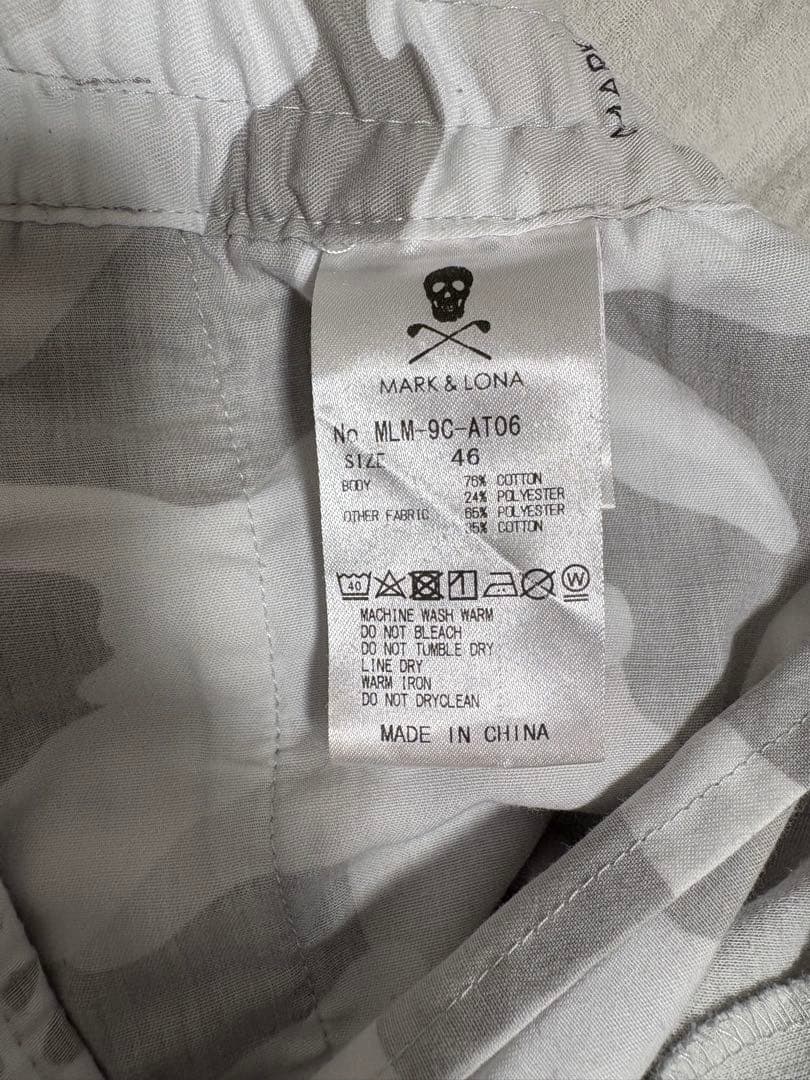 MARK
MARK & LONA
No MLM-9C-AT06
SIZE 46
BODY 76% COTTON
24% POLYESTER
OTHER FABRIC 65% POLYESTER
35% COTTON
40
W
MACHINE WASH WARM
DO NOT BLEACH
DO NOT TUMBLE DRY
LINE DRY
WARM IRON
DO NOT DRYCLEAN
MADE IN CHINA